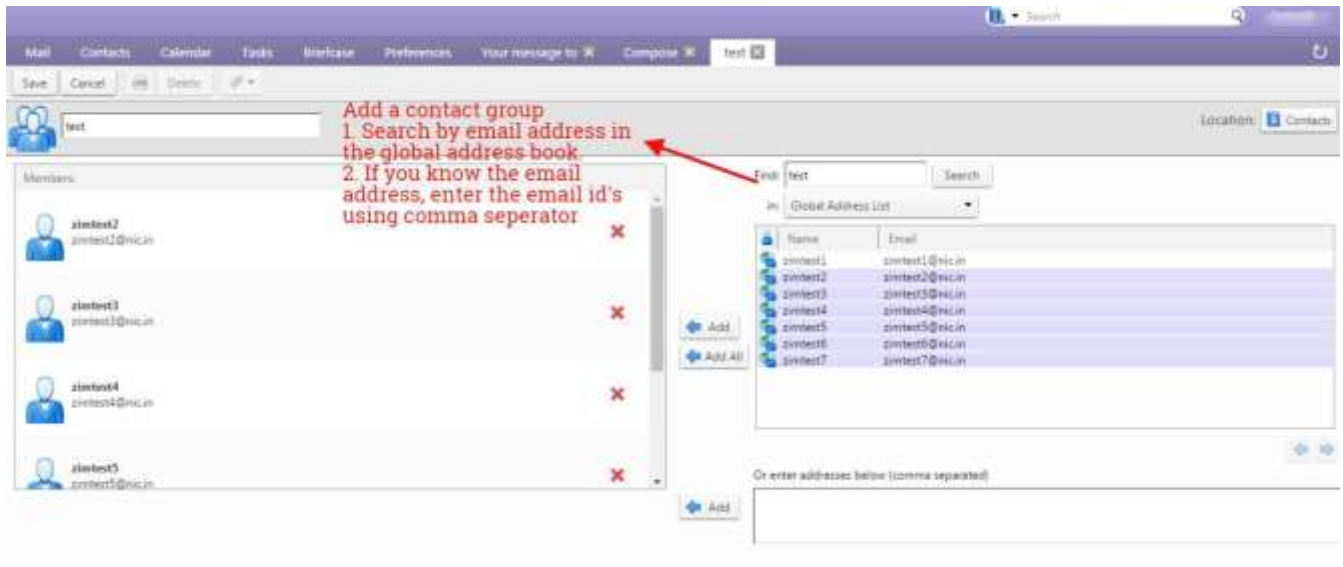 Search
Mail Contacts Calendar Tasks Briefcase Preferences Your message to Compose test
Save Cancel Delete
test
Add a contact group
1. Search by email address in
the global address book.
2. If you know the email
address, enter the email id's
using comma seperator
Location: Contacts
Members:
zimtest2
zimtest2@nic.in
zimtest3
zimtest3@nic.in
zimtest4
zimtest4@nic.in
zimtest5
zimtest5@nic.in
Find: test Search
in: Global Address List
Name Email
zimtest1 zimtest1@nic.in
zimtest2 zimtest2@nic.in
zimtest3 zimtest3@nic.in
zimtest4 zimtest4@nic.in
zimtest5 zimtest5@nic.in
zimtest6 zimtest6@nic.in
zimtest7 zimtest7@nic.in
Add
Add All
Or enter addresses below (comma separated)
Add